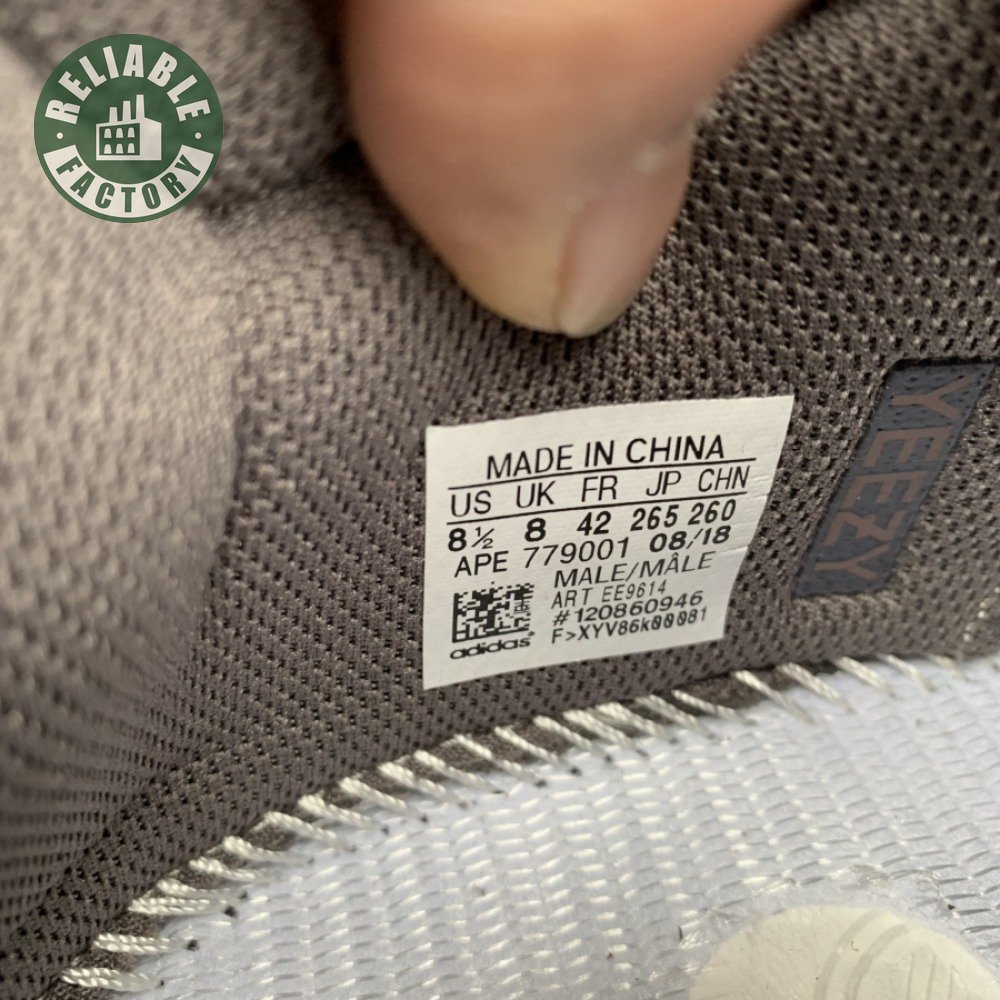 RELIABLE
FACTORY
MADE IN CHINA
US UK FR JP CHN
8½ 8 42 265 260
APE 779001 08/18
MALE/MÂLE
ART EE9614
#120860946
F>XYV86k00081
adidas
YEEZY